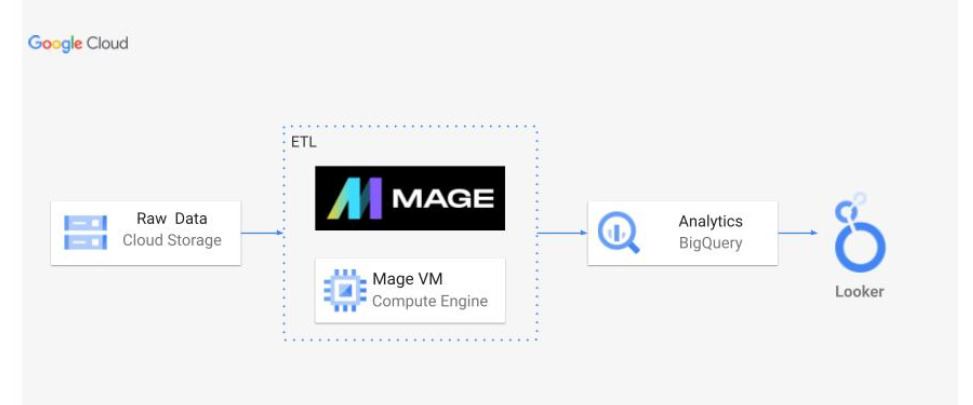 Google Cloud
ETL
MAGE
Raw Data
Cloud Storage
Mage VM
Compute Engine
Analytics
BigQuery
Looker